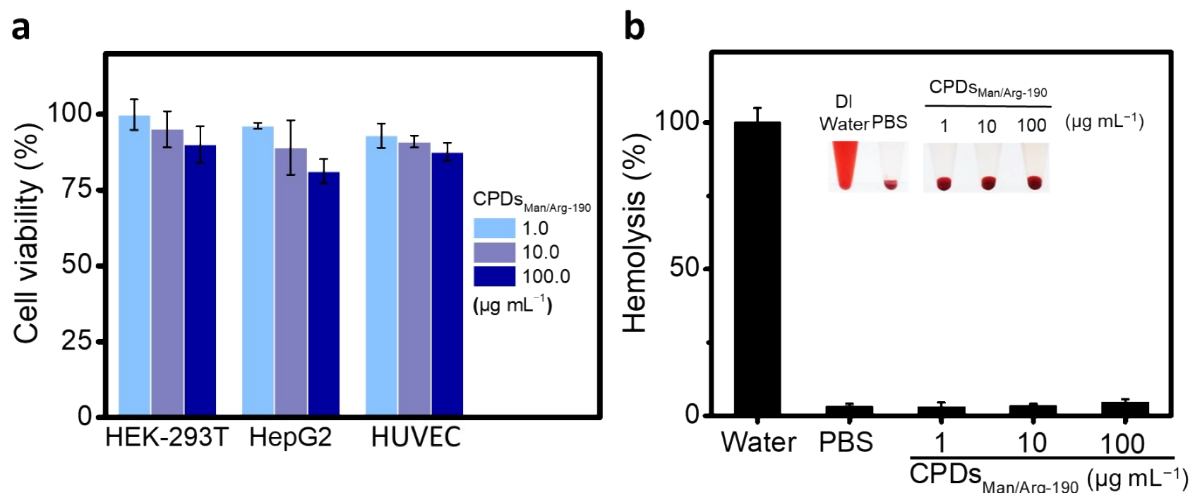 a
Cell viability (%)
100
75
50
25
0
HEK-293T HepG2 HUVEC
CPDsMan/Arg-190
1.0
10.0
100.0
(µg mL⁻¹)
b
Hemolysis (%)
100
50
0
DI
Water PBS
CPDsMan/Arg-190
1 10 100 (µg mL⁻¹)
Water PBS 1 10 100
CPDsMan/Arg-190 (µg mL⁻¹)